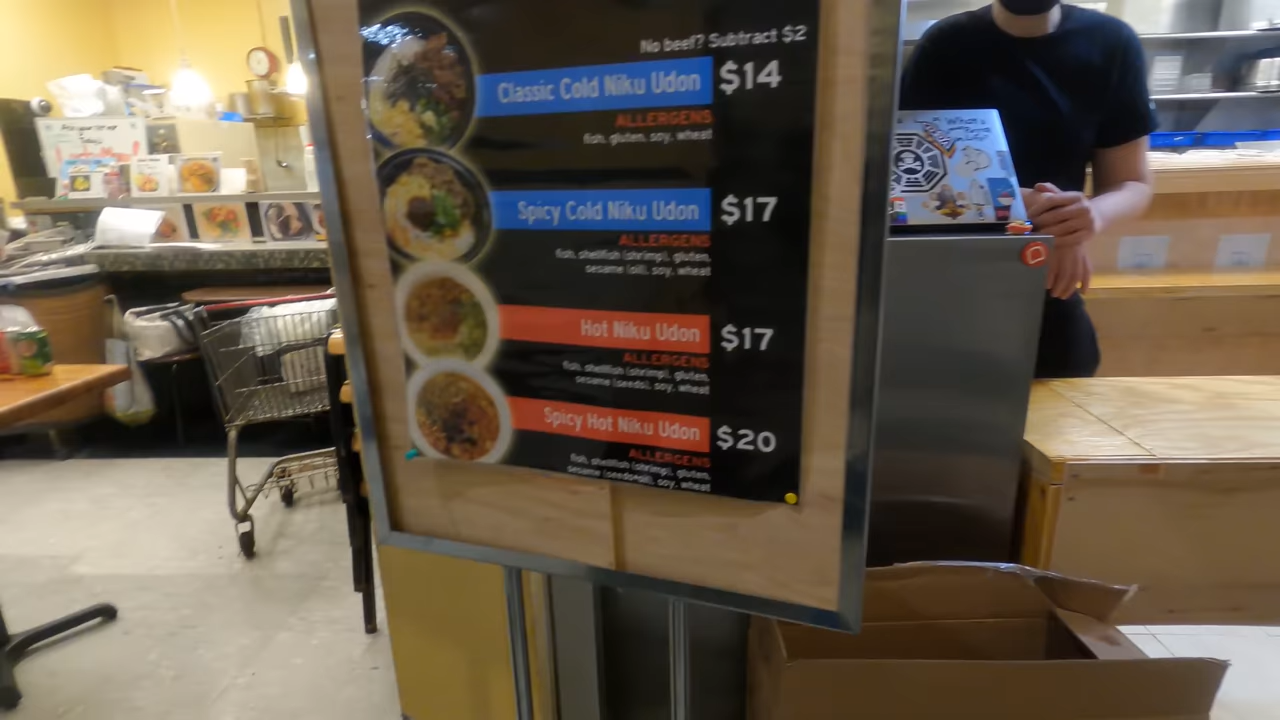 No beef? Subtract $2
Classic Cold Niku Udon $14
ALLERGENS
fish, gluten, soy, wheat
Spicy Cold Niku Udon $17
ALLERGENS
fish, shellfish (shrimp), gluten,
sesame (oil), soy, wheat
Hot Niku Udon $17
ALLERGENS
fish, shellfish (shrimp), gluten,
sesame (seeds), soy, wheat
Spicy Hot Niku Udon $20
ALLERGENS
fish, shellfish (shrimp), gluten,
sesame (seeds+oil), soy, wheat